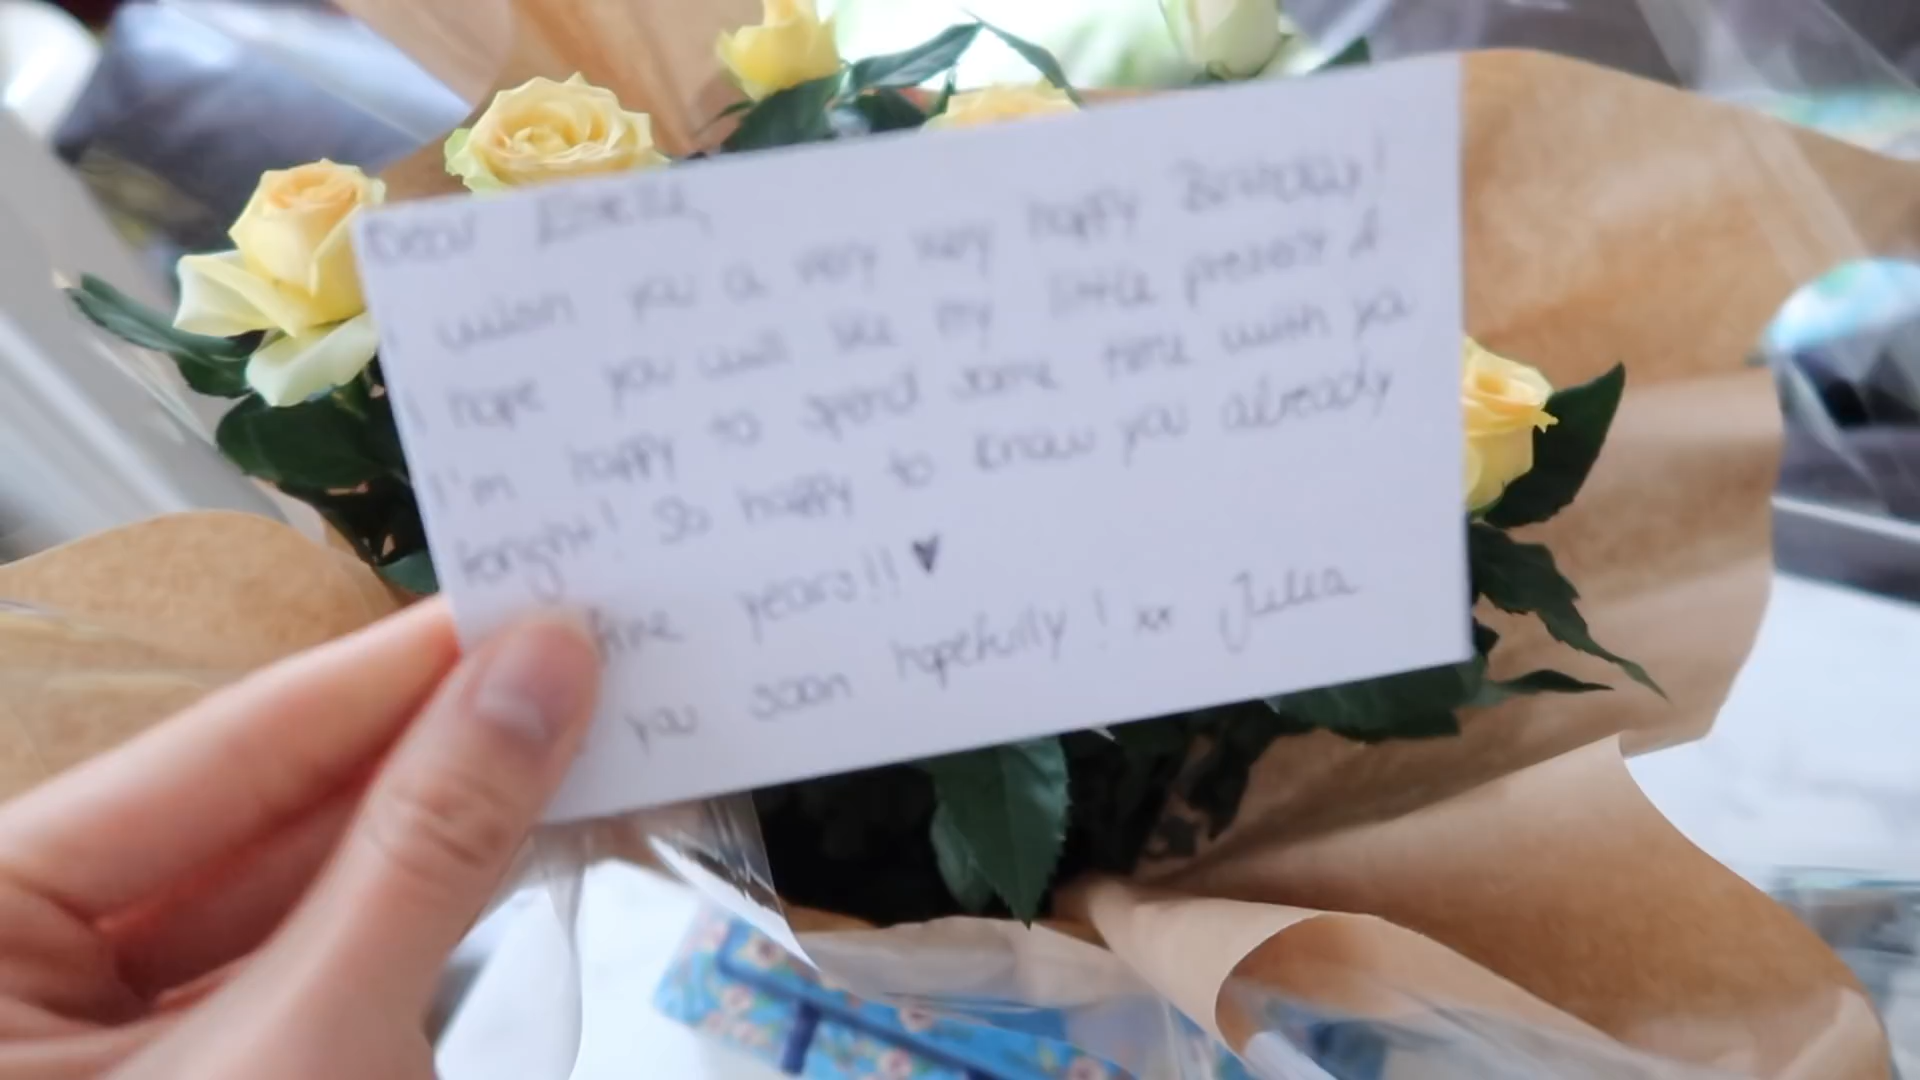 Dear
I wish you a very very happy Birthday!
I hope you will like my little present &
I'm happy to spend some time with you
tonight! So happy to know you already
five years!! ♥
you soon hopefully! xx Julia